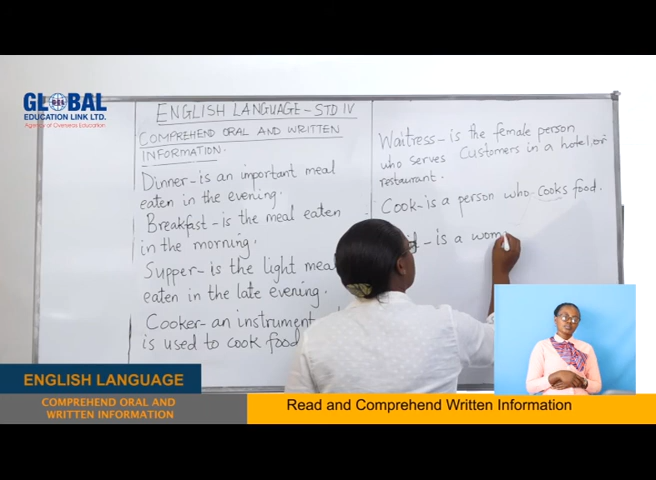 GLOBAL
EDUCATION LINK LTD.
Agency of Overseas Education
ENGLISH LANGUAGE – STD IV
COMPREHEND ORAL AND WRITTEN
INFORMATION.
Dinner – is an important meal
eaten in the evening.
Breakfast – is the meal eaten
in the morning.
Supper – is the light
eaten in the late evening.
Cooker – an instrument
is used to cook food
Waitress – is the female person
who serves Customers in a hotel, or
restaurant.
Cook – is a person who cooks food.
– is a
ENGLISH LANGUAGE
COMPREHEND ORAL AND
WRITTEN INFORMATION
Read and Comprehend Written Information